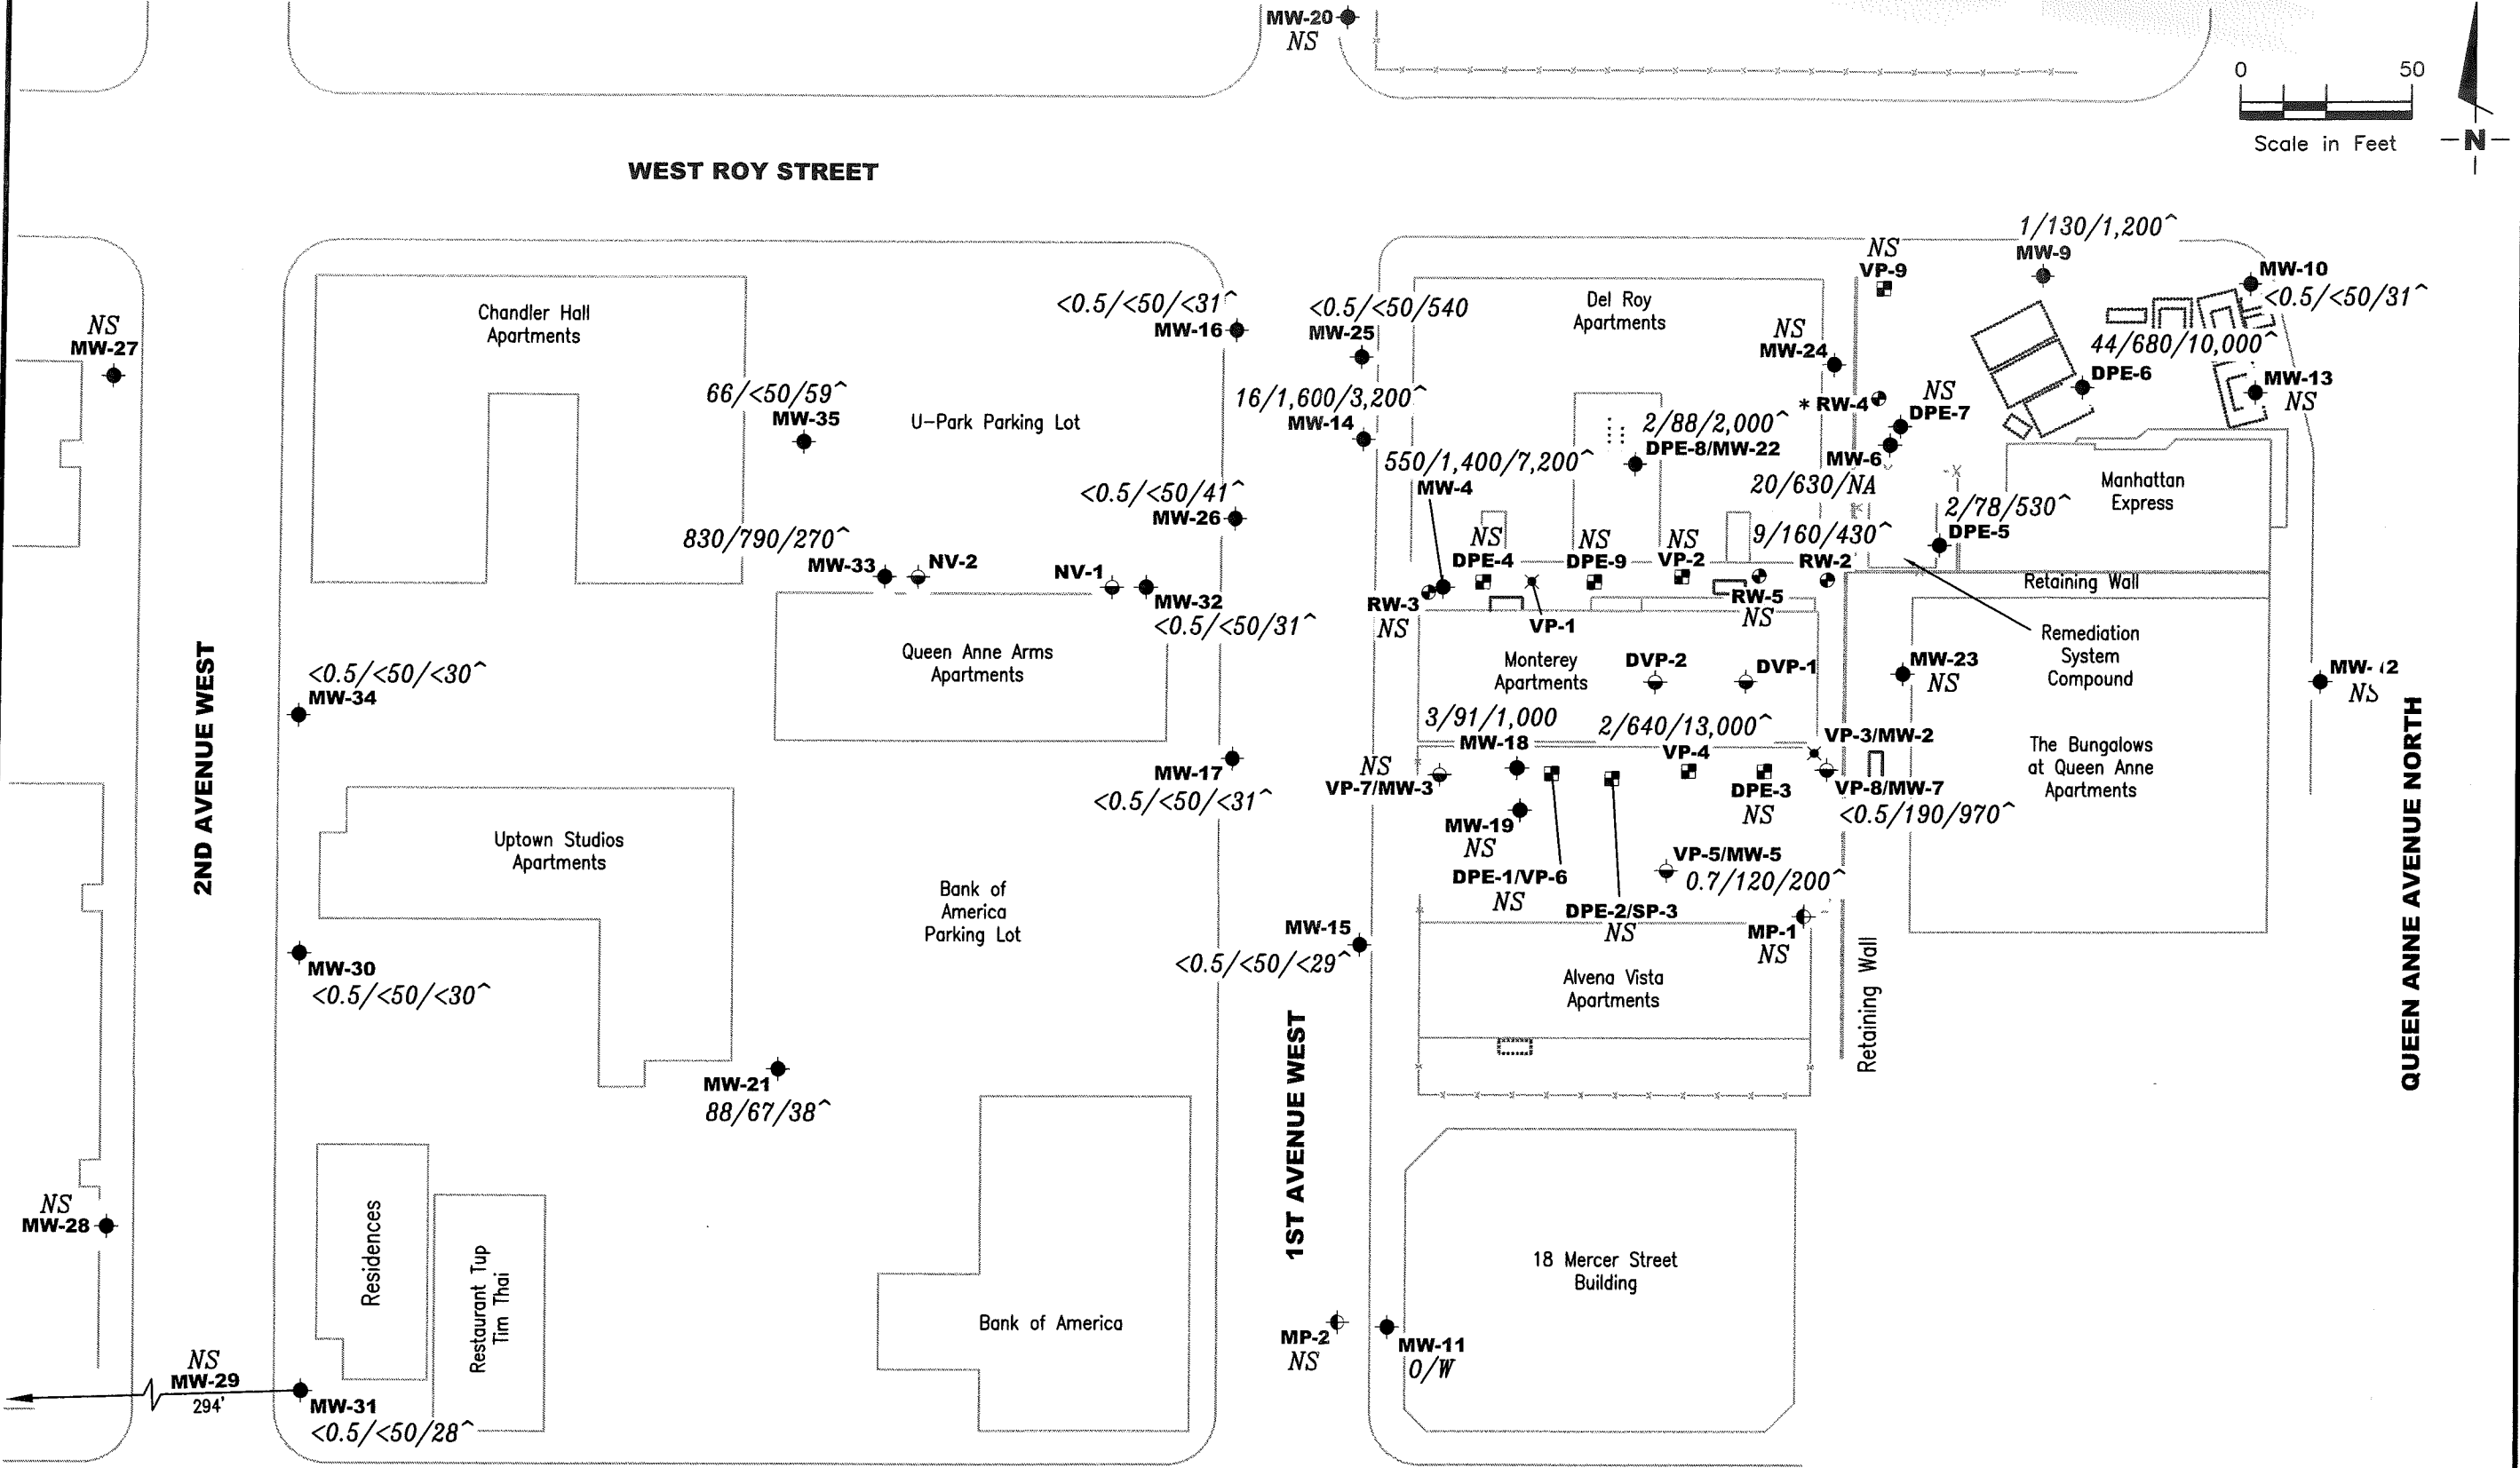 MW-20
NS
0 50
Scale in Feet
N
WEST ROY STREET
1/130/1,200^
MW-9
NS
VP-9
MW-10
<0.5/<50/31^
Chandler Hall
Apartments
<0.5/<50/<31^
MW-16
<0.5/<50/540
MW-25
Del Roy
Apartments
NS
MW-24
NS
MW-27
44/680/10,000^
DPE-6
MW-13
NS
66/<50/59^
MW-35
U-Park Parking Lot
16/1,600/3,200^
MW-14
2/88/2,000^
DPE-8/MW-22
* RW-4
NS
DPE-7
MW-6
20/630/NA
550/1,400/7,200^
MW-4
Manhattan
Express
<0.5/<50/41^
MW-26
2/78/530^
DPE-5
830/790/270^
MW-33
NV-2
NV-1
MW-32
<0.5/<50/31^
NS
DPE-4
NS
DPE-9
NS
VP-2
9/160/430^
RW-2
RW-3
NS
VP-1
RW-5
NS
Retaining Wall
Queen Anne Arms
Apartments
Remediation
System
Compound
Monterey
Apartments
DVP-2
DVP-1
MW-23
NS
MW- 2
NS
<0.5/<50/<30^
MW-34
2ND AVENUE WEST
3/91/1,000
MW-18
2/640/13,000^
VP-4
VP-3/MW-2
The Bungalows
at Queen Anne
Apartments
QUEEN ANNE AVENUE NORTH
MW-17
<0.5/<50/<31^
NS
VP-7/MW-3
DPE-3
NS
VP-8/MW-7
<0.5/190/970^
Uptown Studios
Apartments
MW-19
NS
VP-5/MW-5
0.7/120/200^
DPE-1/VP-6
NS
DPE-2/SP-3
NS
MP-1
NS
Bank of
America
Parking Lot
MW-15
<0.5/<50/<29^
MW-30
<0.5/<50/<30^
Alvena Vista
Apartments
Retaining Wall
MW-21
88/67/38^
1ST AVENUE WEST
NS
MW-28
Residences
Restaurant Tup
Tim Thai
18 Mercer Street
Building
Bank of America
MP-2
NS
MW-11
O/W
NS
MW-29
294'
MW-31
<0.5/<50/28^